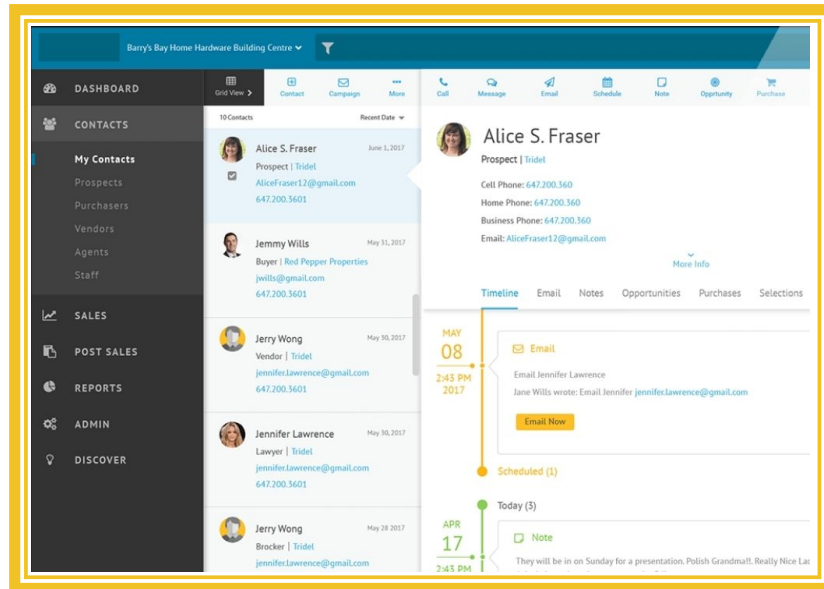 Barry's Bay Home Hardware Building Centre
DASHBOARD
CONTACTS
My Contacts
Prospects
Purchasers
Vendors
Agents
Staff
SALES
POST SALES
REPORTS
ADMIN
DISCOVER
Grid View
Contact
Campaign
More
10 Contacts
Recent Date
Alice S. Fraser
June 1, 2017
Prospect | Tridel
AliceFraser12@gmail.com
647.200.3601
Jemmy Wills
May 31, 2017
Buyer | Red Pepper Properties
jwills@gmail.com
647.200.3601
Jerry Wong
May 30, 2017
Vendor | Tridel
jennifer.lawrence@gmail.com
647.200.3601
Jennifer Lawrence
May 30, 2017
Lawyer | Tridel
jennifer.lawrence@gmail.com
647.200.3601
Jerry Wong
May 28 2017
Brocker | Tridel
jennifer.lawrence@gmail.com
Call
Message
Email
Schedule
Note
Opprtunity
Purchase
Alice S. Fraser
Prospect | Tridel
Cell Phone: 647.200.360
Home Phone: 647.200.360
Business Phone: 647.200.360
Email: AliceFraser12@gmail.com
More Info
Timeline
Email
Notes
Opportunities
Purchases
Selections
MAY
08
2:43 PM
2017
Email
Email Jennifer Lawrence
Jane Wills wrote: Email Jennifer jennifer.lawrence@gmail.com
Email Now
Scheduled (1)
Today (3)
APR
17
2:43 PM
Note
They will be in on Sunday for a presentation. Polish Grandma!!. Really Nice